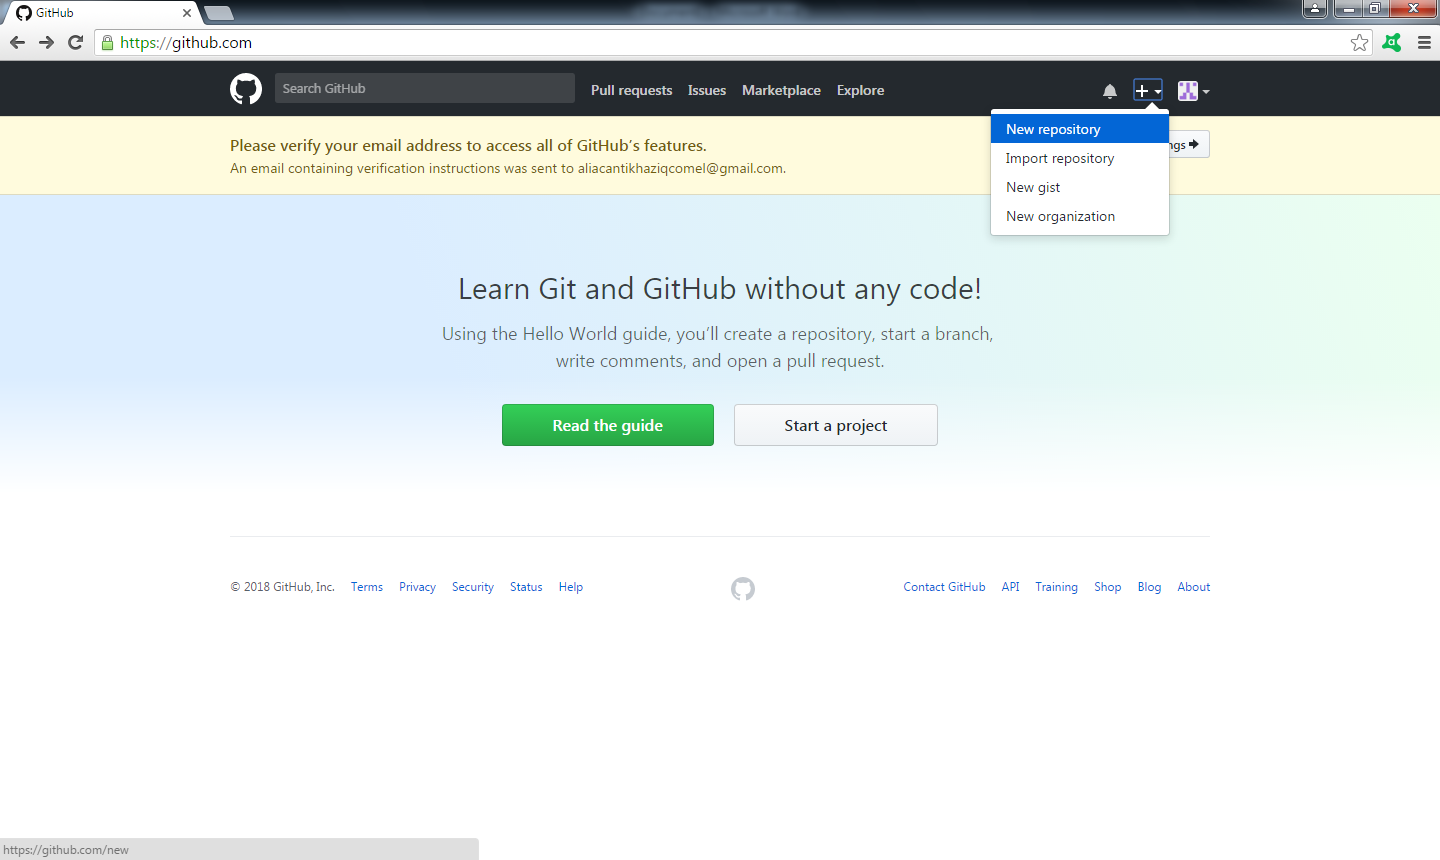 GitHub
https://github.com
Search GitHub
Pull requests Issues Marketplace Explore
New repository
Import repository
New gist
New organization
Please verify your email address to access all of GitHub’s features.
An email containing verification instructions was sent to aliacantikhaziqcomel@gmail.com.
Learn Git and GitHub without any code!
Using the Hello World guide, you’ll create a repository, start a branch,
write comments, and open a pull request.
Read the guide Start a project
© 2018 GitHub, Inc. Terms Privacy Security Status Help Contact GitHub API Training Shop Blog About
https://github.com/new